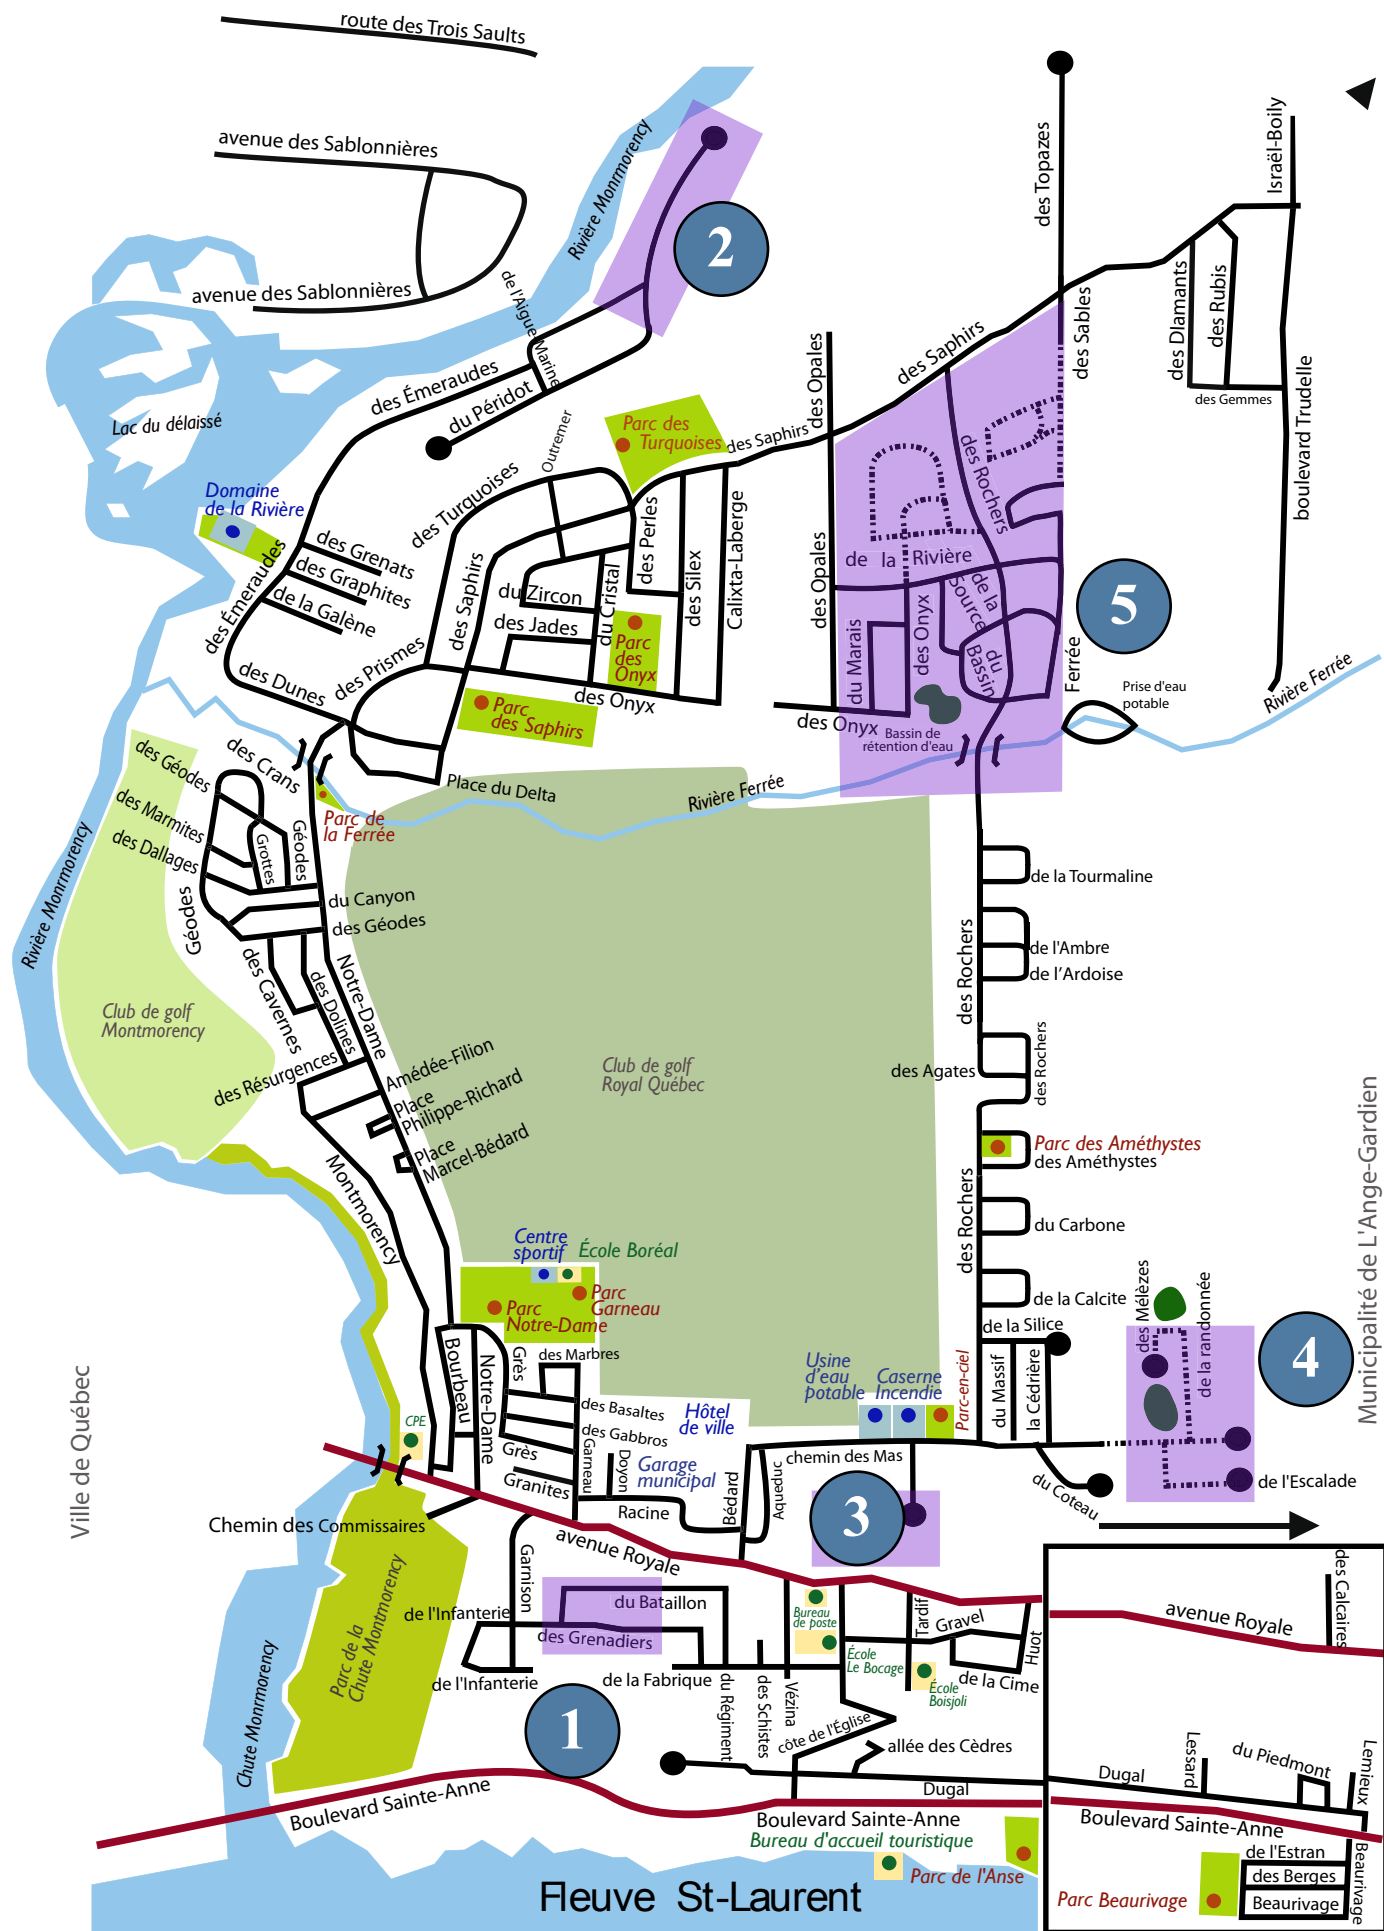 route des Trois Saults
avenue des Sablonnières
Rivière Monrmorency
2
des Topazes
Israël-Boily
avenue des Sablonnières
de l'Aigue Marine
des Émeraudes
du Péridot
Lac du délaissé
Outremer
Parc des
Turquoises
des Saphirs
des Opales
des Saphirs
des Sables
des DIamants
des Rubis
des Gemmes
boulevard Trudelle
Domaine
de la Rivière
des Turquoises
des Perles
des Silex
Calixta-Laberge
des Rochers
des Émeraudes
des Grenats
des Graphites
de la Galène
des Saphirs
du Zircon
des Jades
du Cristal
Parc
des
Onyx
des Opales
de la Rivière
de la
Source
des Onyx
du Marais
du
Bassin
5
Ferrée
Prise d'eau
potable
Rivière Ferrée
des Dunes
des Prismes
Parc
des Saphirs
des Onyx
des Onyx
Bassin de
rétention d'eau
des Géodes
des Crans
Place du Delta
Rivière Ferrée
des Marmites
des Dallages
Grottes
Géodes
Parc de
la Ferrée
Rivière Monrmorency
Géodes
du Canyon
des Géodes
de la Tourmaline
des Rochers
de l'Ambre
de l’Ardoise
des Cavernes
des Dolines
Notre-Dame
Club de golf
Montmorency
des Résurgences
Amédée-Filion
Place
Philippe-Richard
Place
Marcel-Bédard
Club de golf
Royal Québec
des Agates
des Rochers
Parc des Améthystes
des Améthystes
Montmorency
des Rochers
du Carbone
de la Calcite
Municipalité de L'Ange-Gardien
Centre
sportif
École Boréal
Parc
Garneau
Parc
Notre-Dame
des Mélèzes
de la randonnée
4
de la Silice
Bourbeau
Notre-Dame
Grès
des Marbres
Usine
d’eau
potable
Caserne
Incendie
Parc-en-ciel
du Massif
la Cédrière
Ville de Québec
CPE
des Basaltes
des Gabbros
Grès
Granites
Garneau
Doyon
Hôtel
de ville
Garage
municipal
Racine
Bédard
Aqueduc
chemin des Mas
du Coteau
de l'Escalade
3
Chemin des Commissaires
avenue Royale
Garnison
Parc de la
Chute Montmorency
de l'Infanterie
du Bataillon
des Grenadiers
de l'Infanterie
de la Fabrique
du Régiment
des Schistes
Vézina
Bureau
de poste
École
Le Bocage
Tardif
Gravel
Huot
de la Cime
École
Boisjoli
des Calcaires
avenue Royale
Chute Monrmorency
1
côte de l'Église
allée des Cèdres
Dugal
Boulevard Sainte-Anne
Boulevard Sainte-Anne
Dugal
Lessard
du Piedmont
Lemieux
Boulevard Sainte-Anne
Bureau d'accueil touristique
Parc de l'Anse
de l'Estran
des Berges
Beaurivage
Beaurivage
Parc Beaurivage
Fleuve St-Laurent